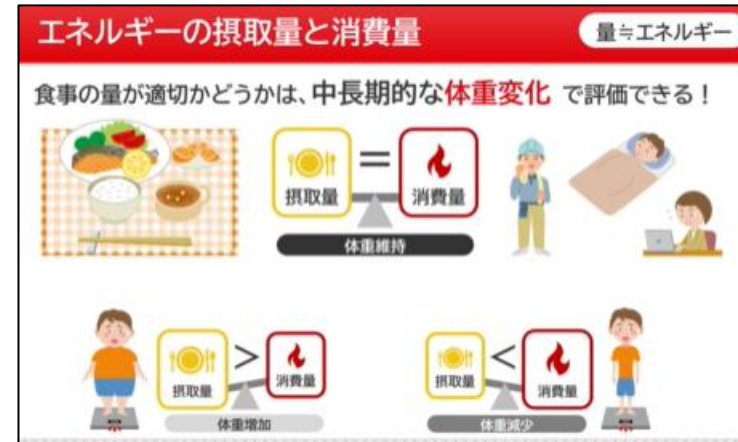 エネルギーの摂取量と消費量
量≒エネルギー
食事の量が適切かどうかは、中長期的な体重変化 で評価できる！
摂取量 = 消費量
体重維持
摂取量 > 消費量
体重増加
摂取量 < 消費量
体重減少